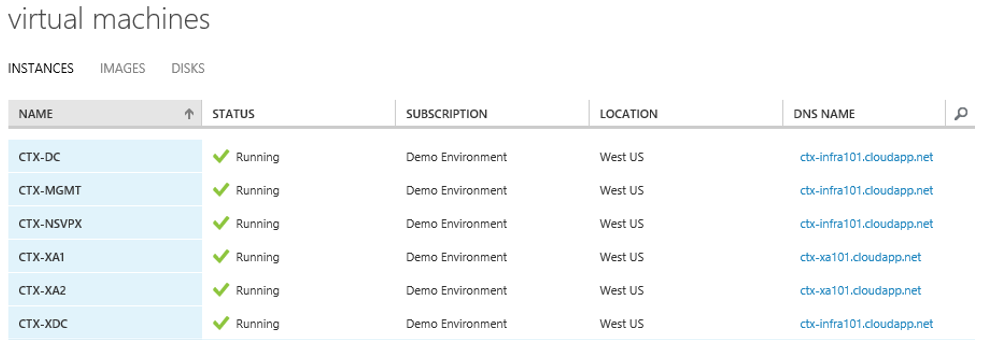 virtual machines
INSTANCES IMAGES DISKS
NAME STATUS SUBSCRIPTION LOCATION DNS NAME
CTX-DC Running Demo Environment West US ctx-infra101.cloudapp.net
CTX-MGMT Running Demo Environment West US ctx-infra101.cloudapp.net
CTX-NSVPX Running Demo Environment West US ctx-infra101.cloudapp.net
CTX-XA1 Running Demo Environment West US ctx-xa101.cloudapp.net
CTX-XA2 Running Demo Environment West US ctx-xa101.cloudapp.net
CTX-XDC Running Demo Environment West US ctx-infra101.cloudapp.net